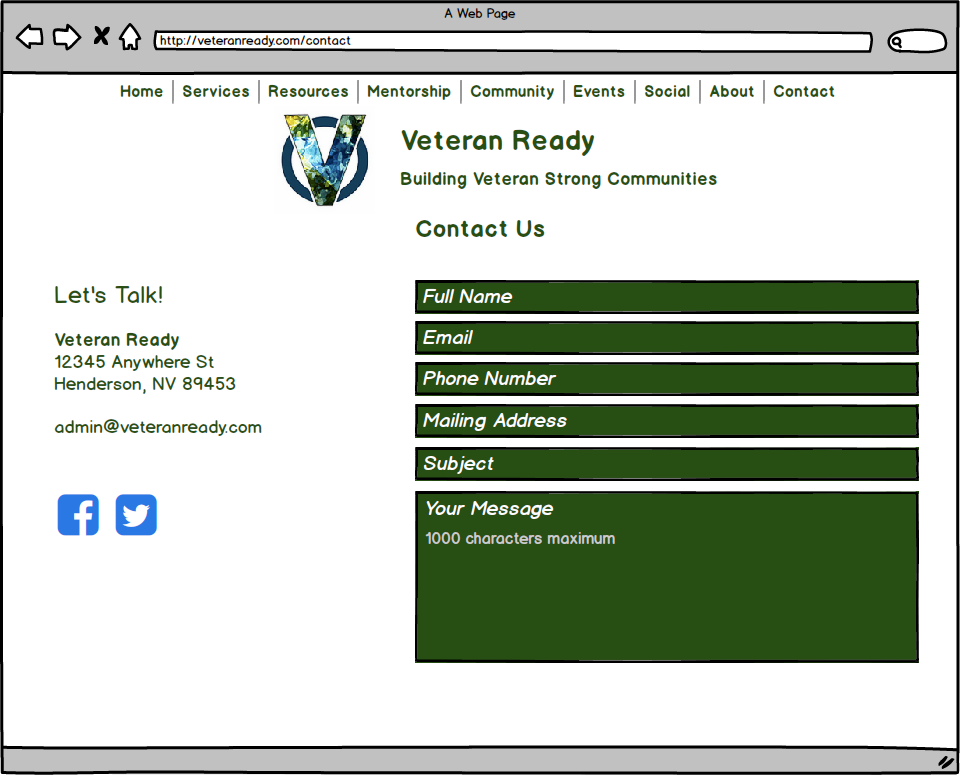 A Web Page
http://veteranready.com/contact
Home Services Resources Mentorship Community Events Social About Contact
Veteran Ready
Building Veteran Strong Communities
Contact Us
Let's Talk!
Veteran Ready
12345 Anywhere St
Henderson, NV 89453
admin@veteranready.com
Full Name
Email
Phone Number
Mailing Address
Subject
Your Message
1000 characters maximum